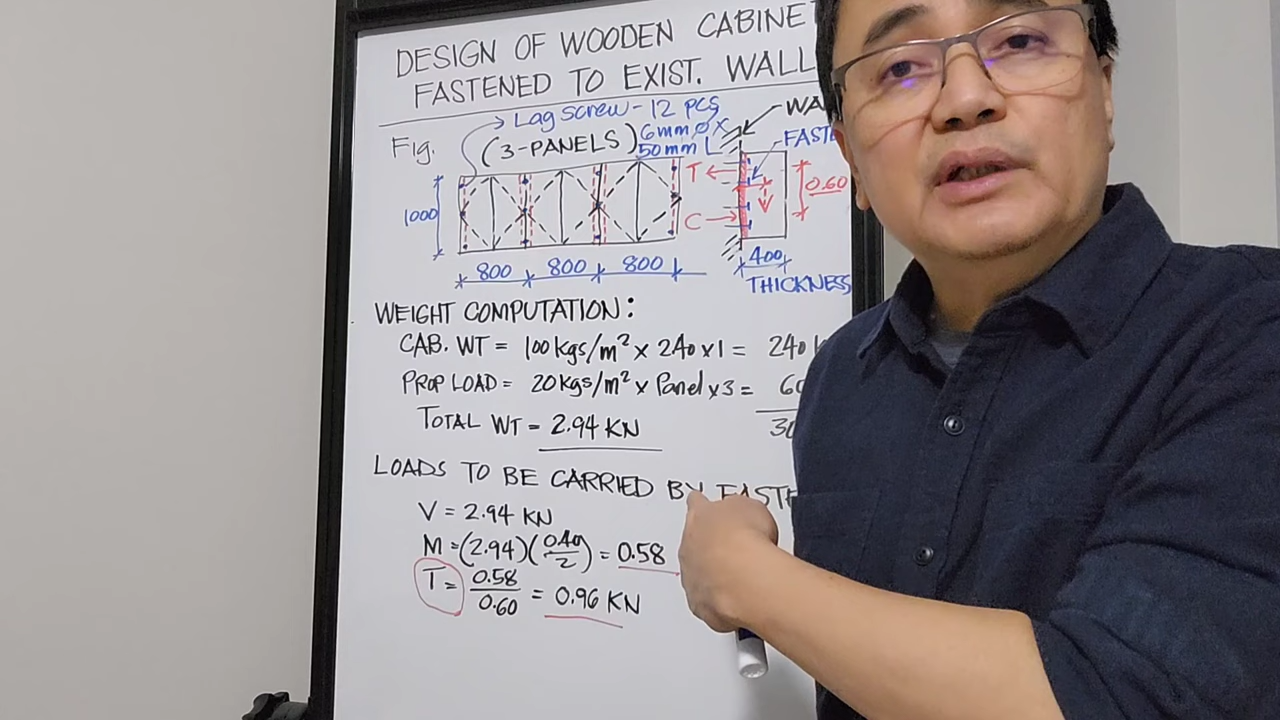 DESIGN OF WOODEN CABINE
FASTENED TO EXIST. WALL
Lag screw - 12 pcs
6mm Ø x
50mm L
Fig.
(3-PANELS)
1000
800 800 800
WA
FASTE
T
C
0.60
400
THICKNESS
WEIGHT COMPUTATION:
CAB. WT = 100 kgs/m² x 240 x 1 = 240 k
PROP LOAD = 20 kgs/m² x Panel x 3 = 60
TOTAL WT = 2.94 KN
30
LOADS TO BE CARRIED BY FASTE
V = 2.94 KN
M = (2.94)(0.40/2) = 0.58
T = 0.58/0.60 = 0.96 KN